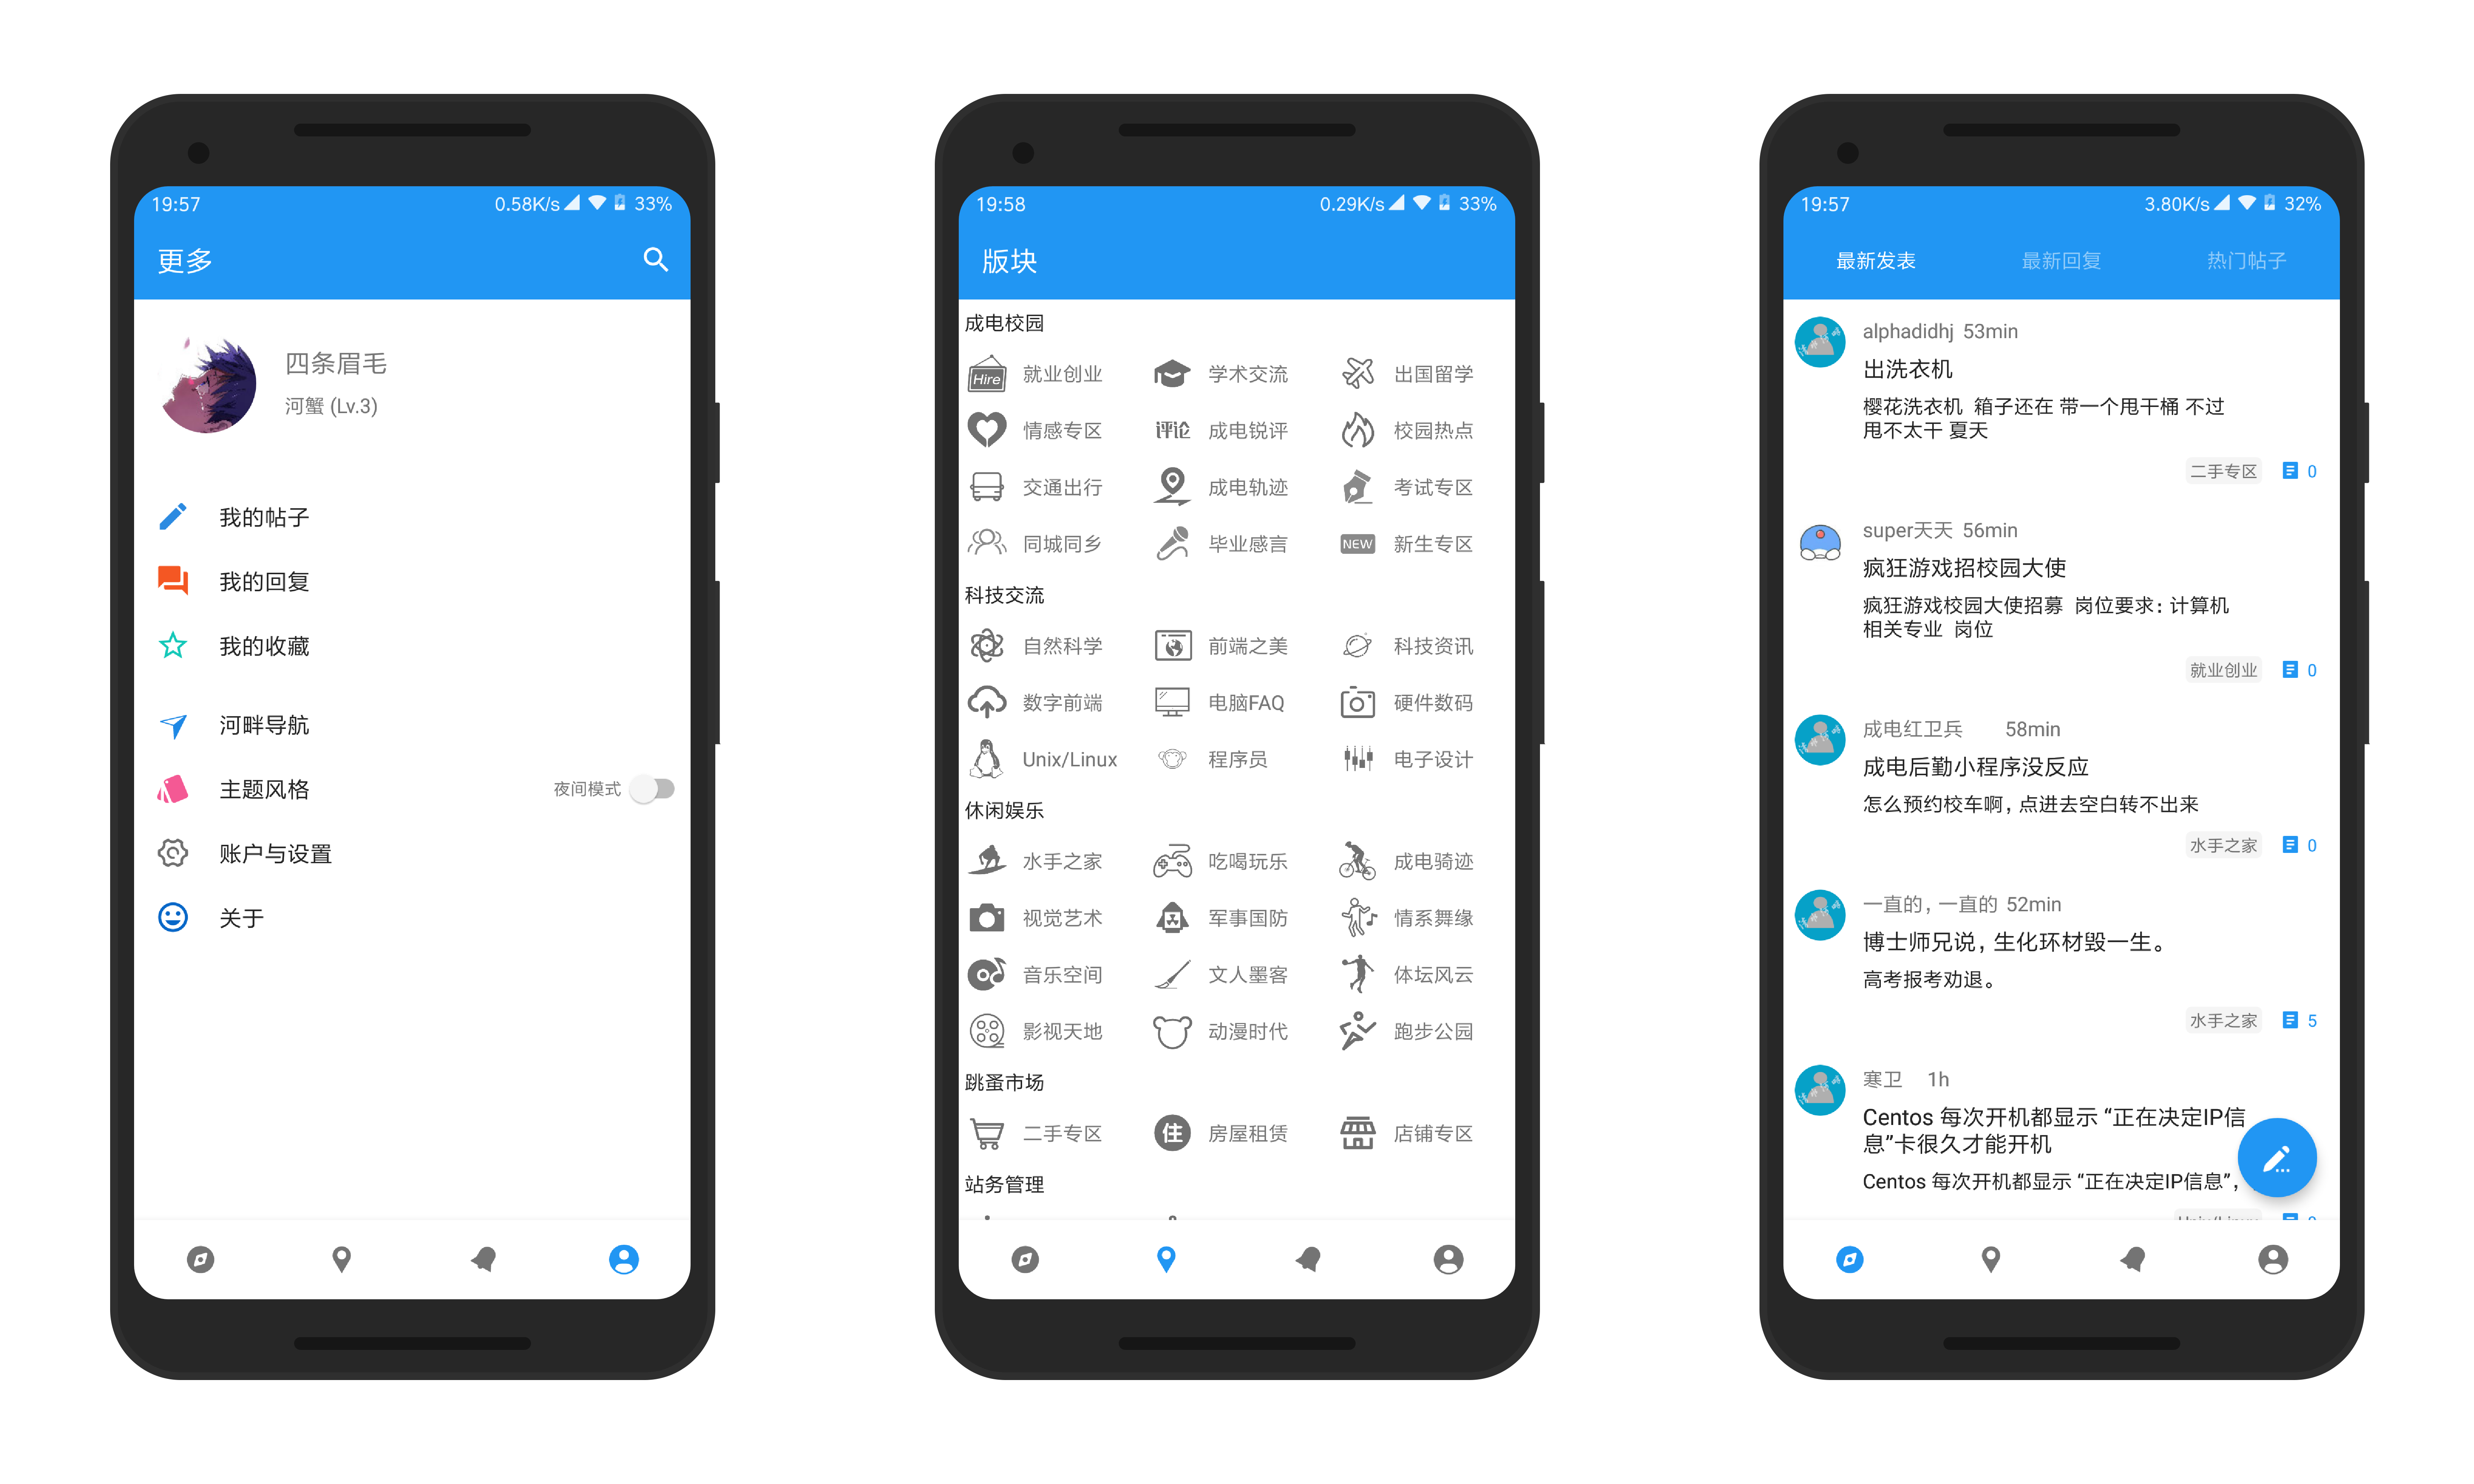 19:57
0.58K/s 33%
更多
四条眉毛
河蟹 (Lv.3)
我的帖子
我的回复
我的收藏
河畔导航
主题风格 夜间模式
账户与设置
关于
19:58
0.29K/s 33%
版块
成电校园
Hire 就业创业 学术交流 出国留学
情感专区 评论 成电锐评 校园热点
交通出行 成电轨迹 考试专区
同城同乡 毕业感言 NEW 新生专区
科技交流
自然科学 前端之美 科技资讯
数字前端 电脑FAQ 硬件数码
Unix/Linux 程序员 电子设计
休闲娱乐
水手之家 吃喝玩乐 成电骑迹
视觉艺术 军事国防 情系舞缘
音乐空间 文人墨客 体坛风云
影视天地 动漫时代 跑步公园
跳蚤市场
二手专区 住 房屋租赁 店铺专区
站务管理
19:57
3.80K/s 32%
最新发表 最新回复 热门帖子
alphadidhj 53min
出洗衣机
樱花洗衣机 箱子还在 带一个甩干桶 不过
甩不太干 夏天
二手专区 0
super天天 56min
疯狂游戏招校园大使
疯狂游戏校园大使招募 岗位要求：计算机
相关专业 岗位
就业创业 0
成电红卫兵 58min
成电后勤小程序没反应
怎么预约校车啊，点进去空白转不出来
水手之家 0
一直的，一直的 52min
博士师兄说，生化环材毁一生。
高考报考劝退。
水手之家 5
寒卫 1h
Centos 每次开机都显示 “正在决定IP信
息”卡很久才能开机
Centos 每次开机都显示 “正在决定IP信息”，
Unix/Linux